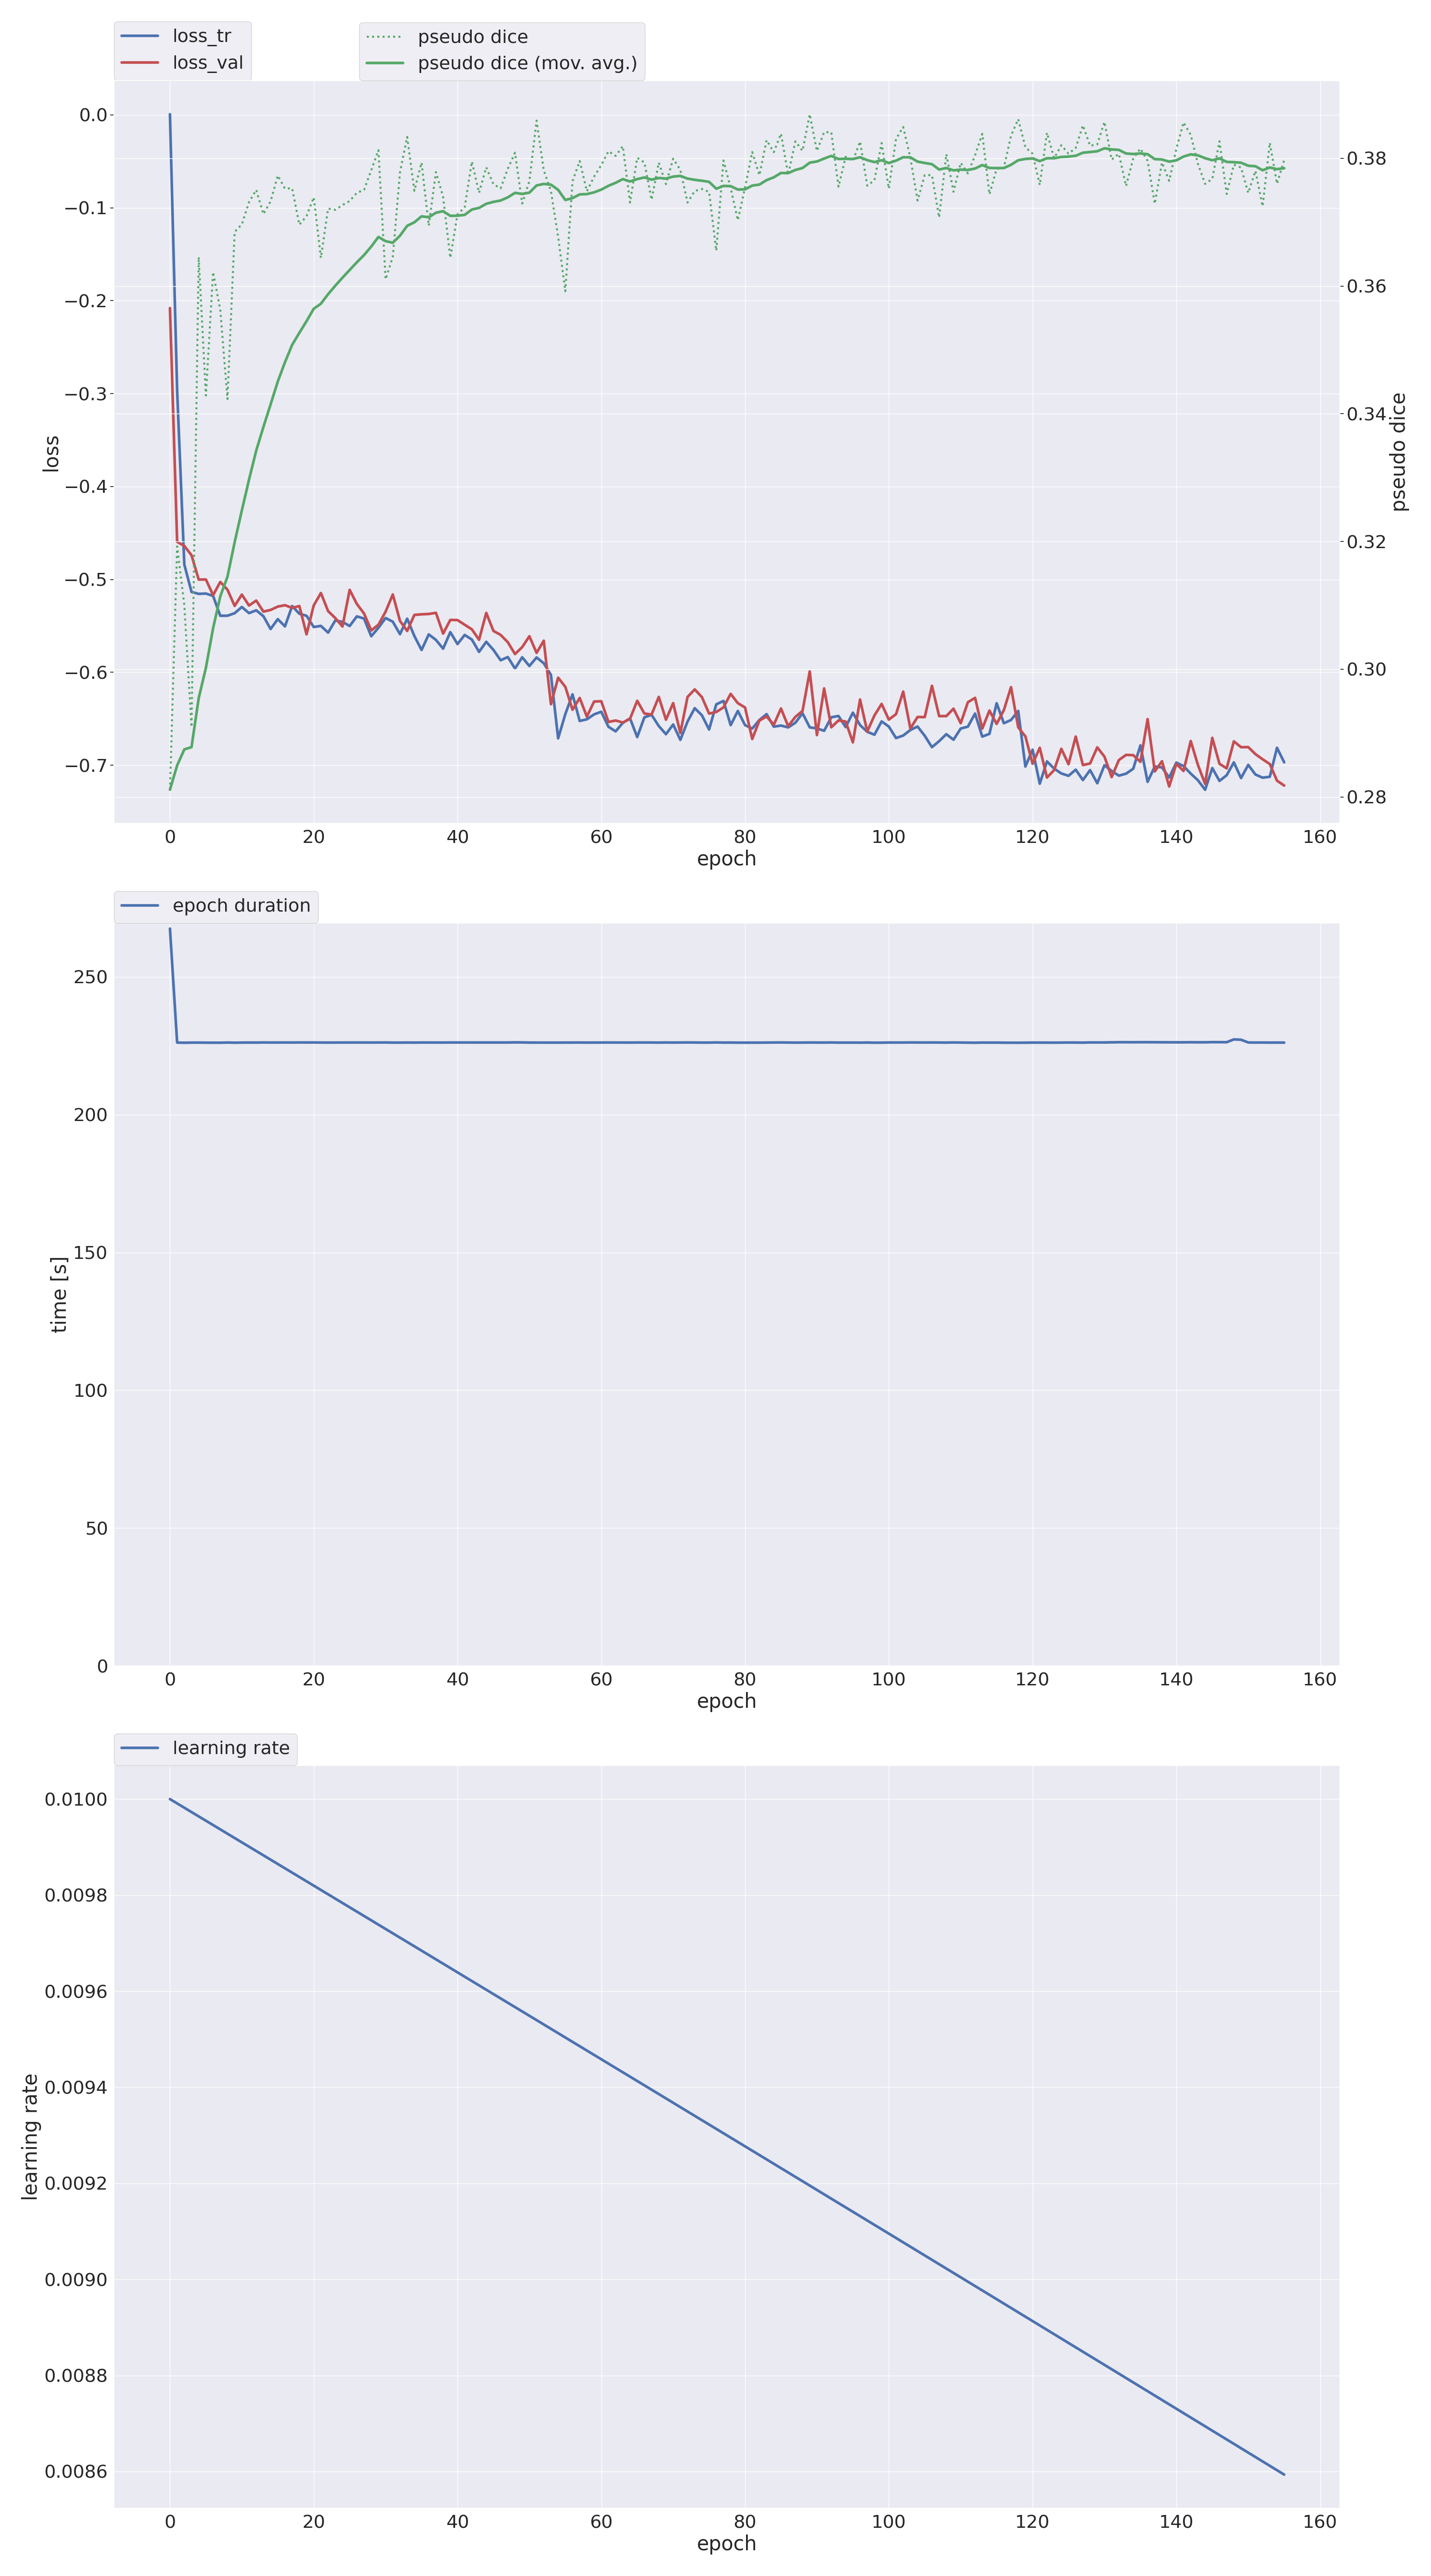 loss_tr
loss_val
pseudo dice
pseudo dice (mov. avg.)
0.0
−0.1
−0.2
−0.3
−0.4
−0.5
−0.6
−0.7
loss
0.38
0.36
0.34
0.32
0.30
0.28
pseudo dice
0 20 40 60 80 100 120 140 160
epoch
epoch duration
250
200
150
100
50
0
time [s]
0 20 40 60 80 100 120 140 160
epoch
learning rate
0.0100
0.0098
0.0096
0.0094
0.0092
0.0090
0.0088
0.0086
learning rate
0 20 40 60 80 100 120 140 160
epoch